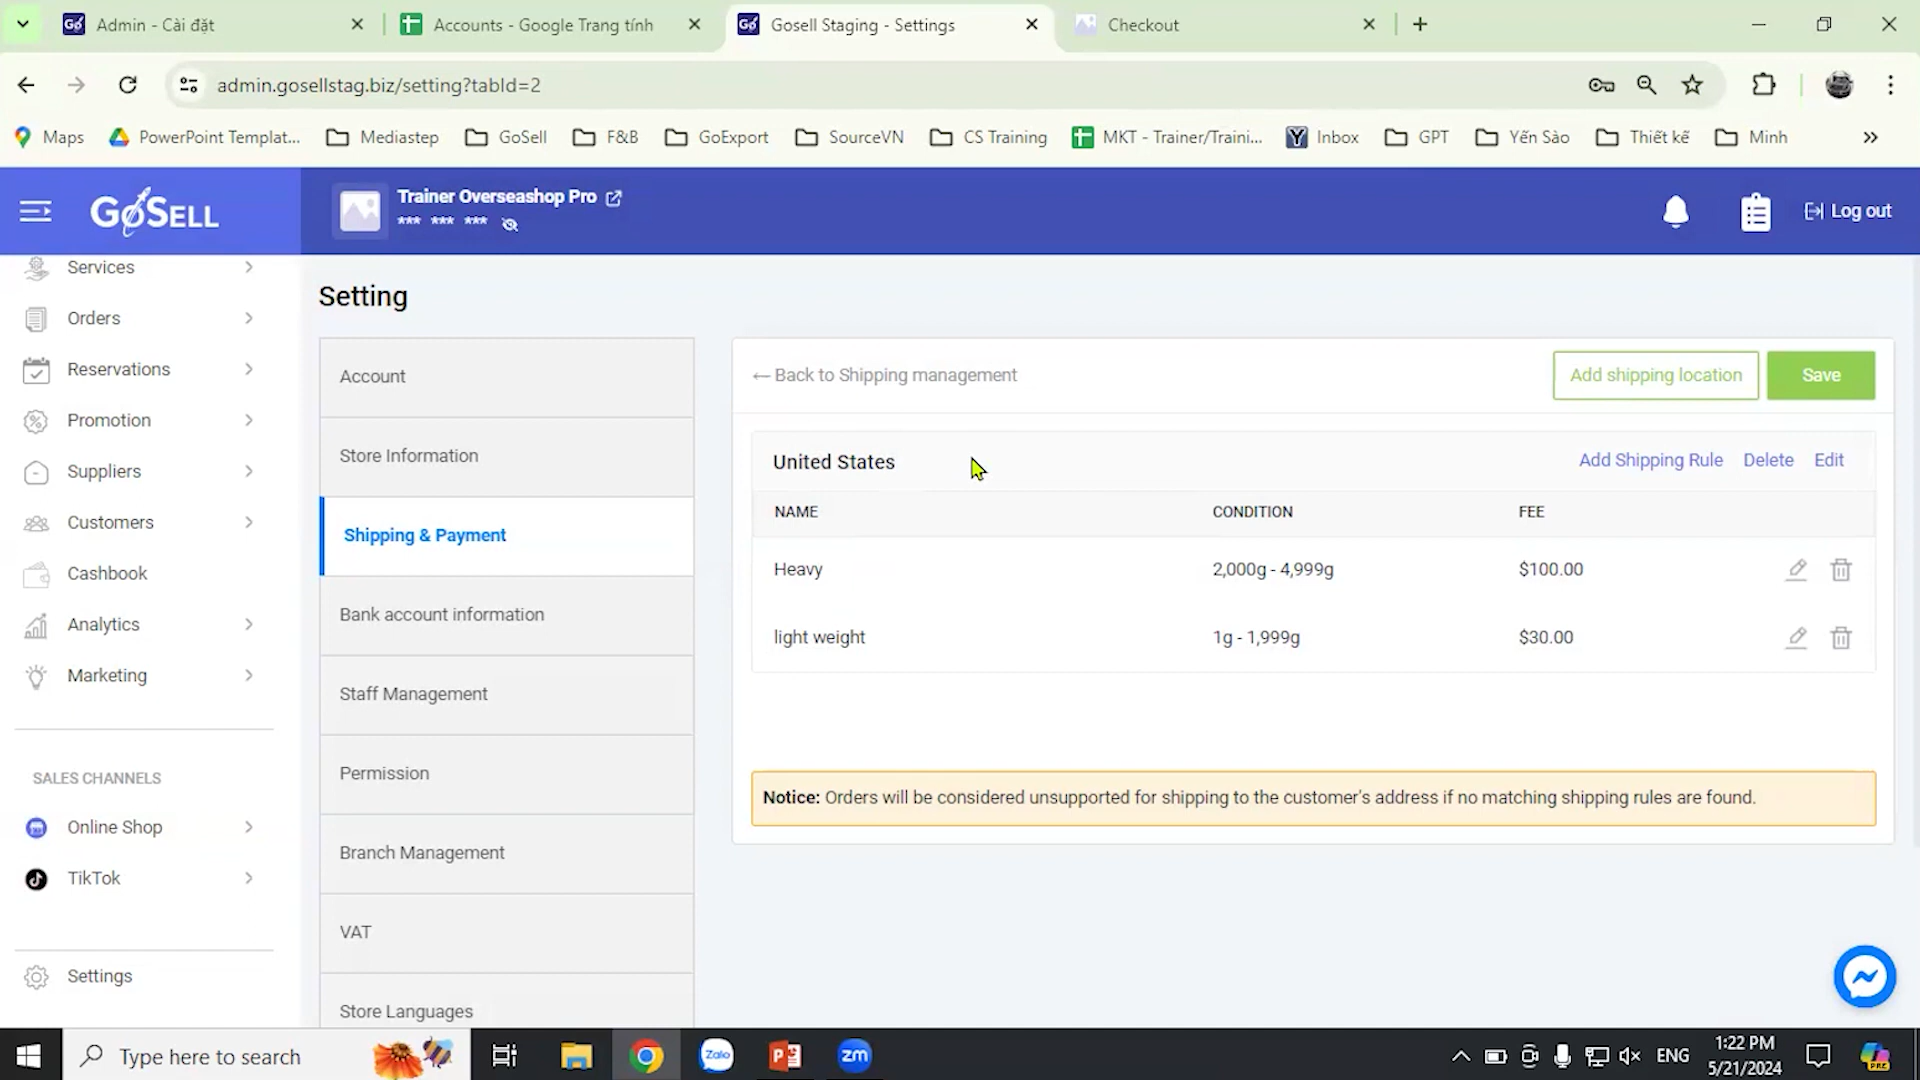 Admin - Cài đặt
Accounts - Google Trang tính
Gosell Staging - Settings
Checkout
admin.gosellstag.biz/setting?tabId=2
Maps
PowerPoint Templat...
Mediastep
GoSell
F&B
GoExport
SourceVN
CS Training
MKT - Trainer/Traini...
Inbox
GPT
Yến Sào
Thiết kế
Minh
GoSELL
Trainer Overseashop Pro
*** *** ***
Log out
Services
Orders
Reservations
Promotion
Suppliers
Customers
Cashbook
Analytics
Marketing
SALES CHANNELS
Online Shop
TikTok
Settings
Setting
Account
Store Information
Shipping & Payment
Bank account information
Staff Management
Permission
Branch Management
VAT
Store Languages
← Back to Shipping management
Add shipping location
Save
United States
Add Shipping Rule
Delete
Edit
NAME CONDITION FEE
Heavy 2,000g - 4,999g $100.00
light weight 1g - 1,999g $30.00
Notice: Orders will be considered unsupported for shipping to the customer's address if no matching shipping rules are found.
Type here to search
Zalo
zm
ENG
1:22 PM
5/21/2024
PRE